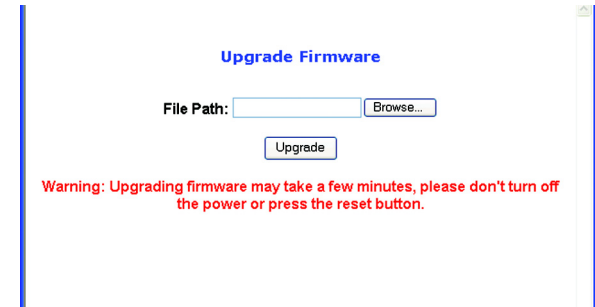 Upgrade Firmware
File Path: Browse...
Upgrade
Warning: Upgrading firmware may take a few minutes, please don't turn off
the power or press the reset button.